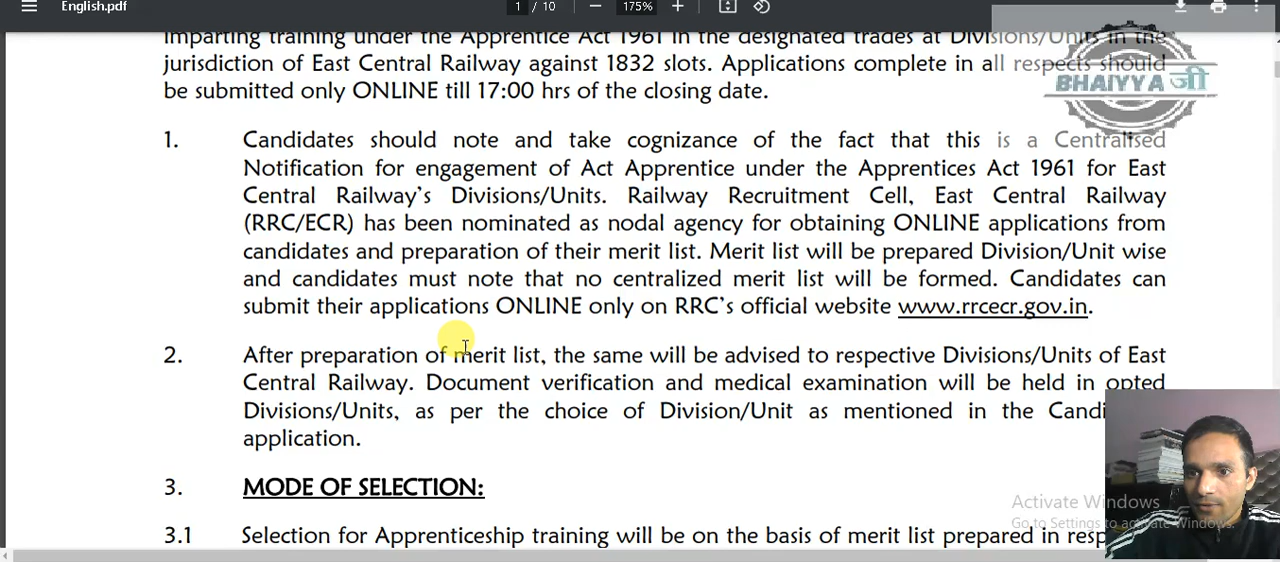 English.pdf
1 / 10
175%
imparting training under the Apprentice Act 1961 in the designated trades at Divisions/Units in the
jurisdiction of East Central Railway against 1832 slots. Applications complete in all respects should
be submitted only ONLINE till 17:00 hrs of the closing date.
BHAIYYA जी
1. Candidates should note and take cognizance of the fact that this is a Centralised
Notification for engagement of Act Apprentice under the Apprentices Act 1961 for East
Central Railway's Divisions/Units. Railway Recruitment Cell, East Central Railway
(RRC/ECR) has been nominated as nodal agency for obtaining ONLINE applications from
candidates and preparation of their merit list. Merit list will be prepared Division/Unit wise
and candidates must note that no centralized merit list will be formed. Candidates can
submit their applications ONLINE only on RRC's official website www.rrcecr.gov.in.
2. After preparation of merit list, the same will be advised to respective Divisions/Units of East
Central Railway. Document verification and medical examination will be held in opted
Divisions/Units, as per the choice of Division/Unit as mentioned in the Candi
application.
3. MODE OF SELECTION:
3.1 Selection for Apprenticeship training will be on the basis of merit list prepared in resp
Activate Windows
Go to Settings to activate Windows.